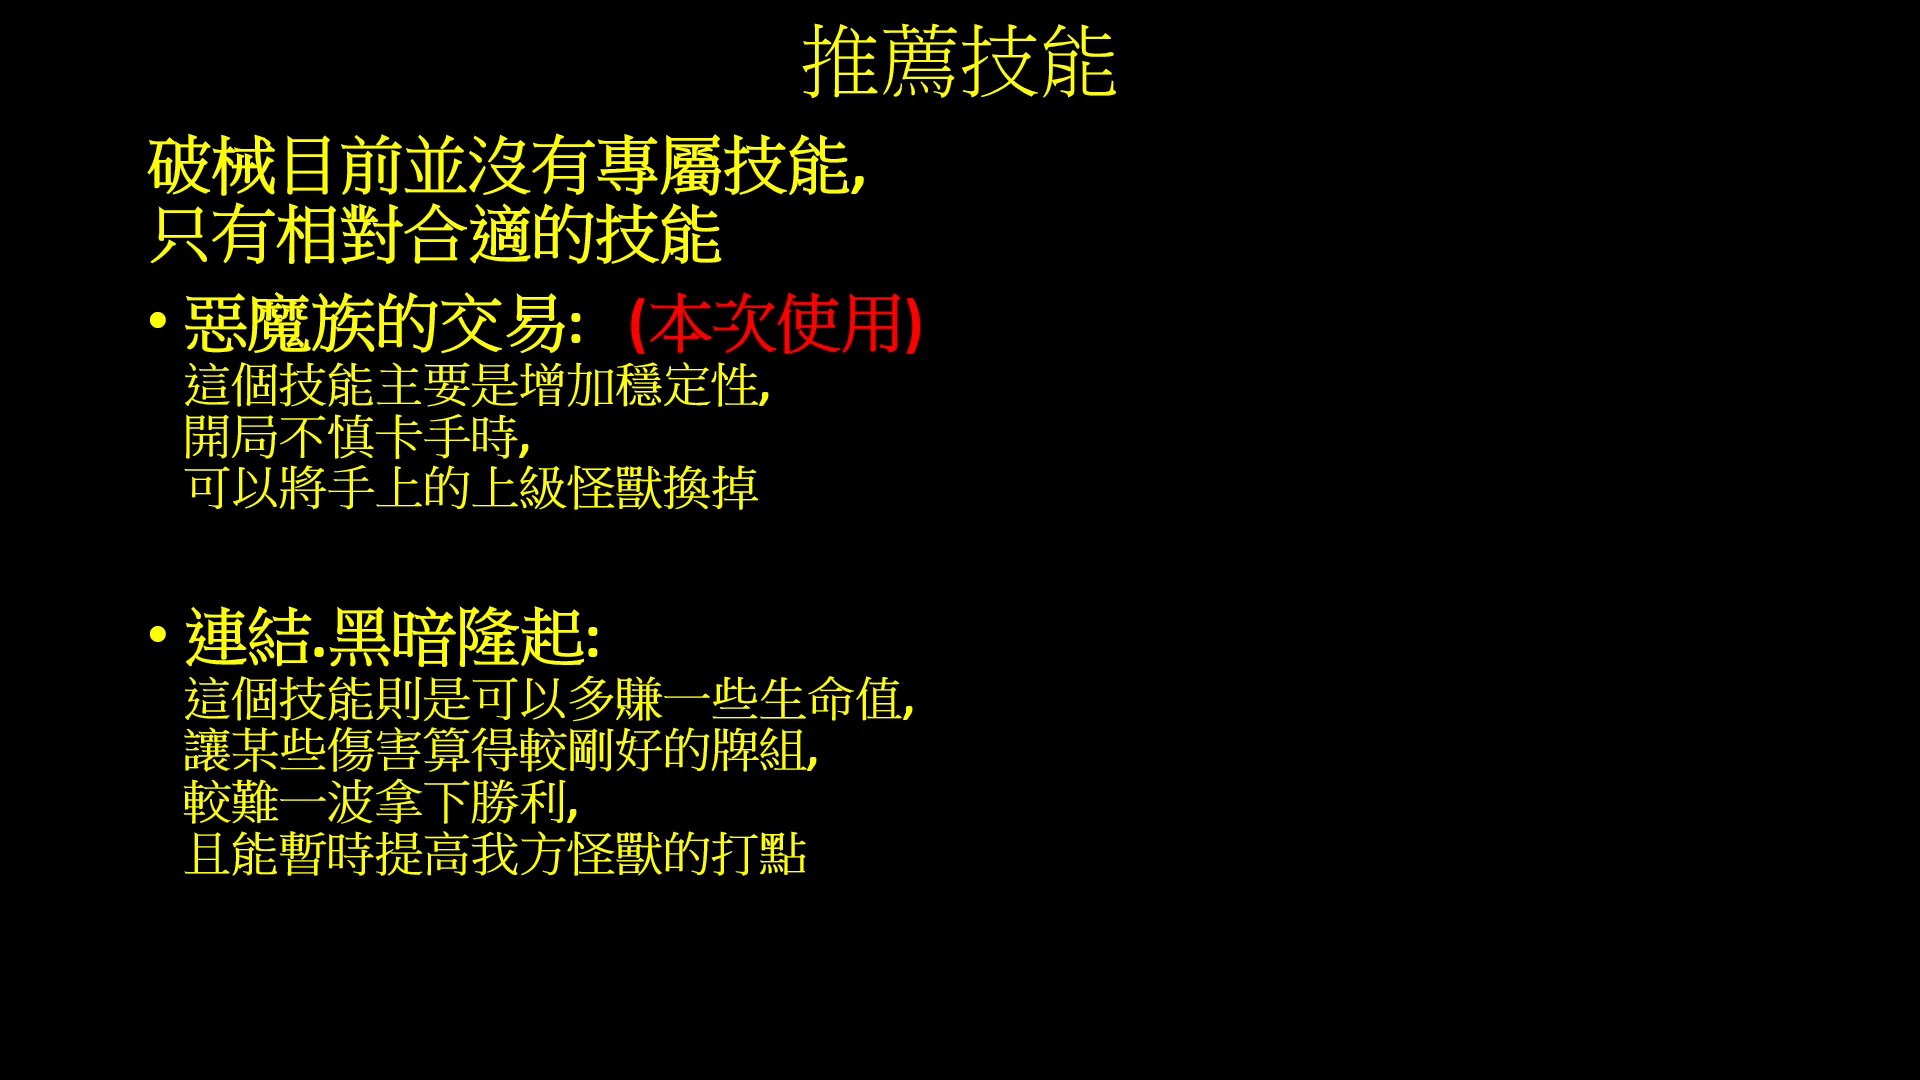 推薦技能
破械目前並沒有專屬技能,
只有相對合適的技能
• 惡魔族的交易: (本次使用)
這個技能主要是增加穩定性,
開局不慎卡手時,
可以將手上的上級怪獸換掉
• 連結.黑暗隆起:
這個技能則是可以多賺一些生命值,
讓某些傷害算得較剛好的牌組,
較難一波拿下勝利,
且能暫時提高我方怪獸的打點